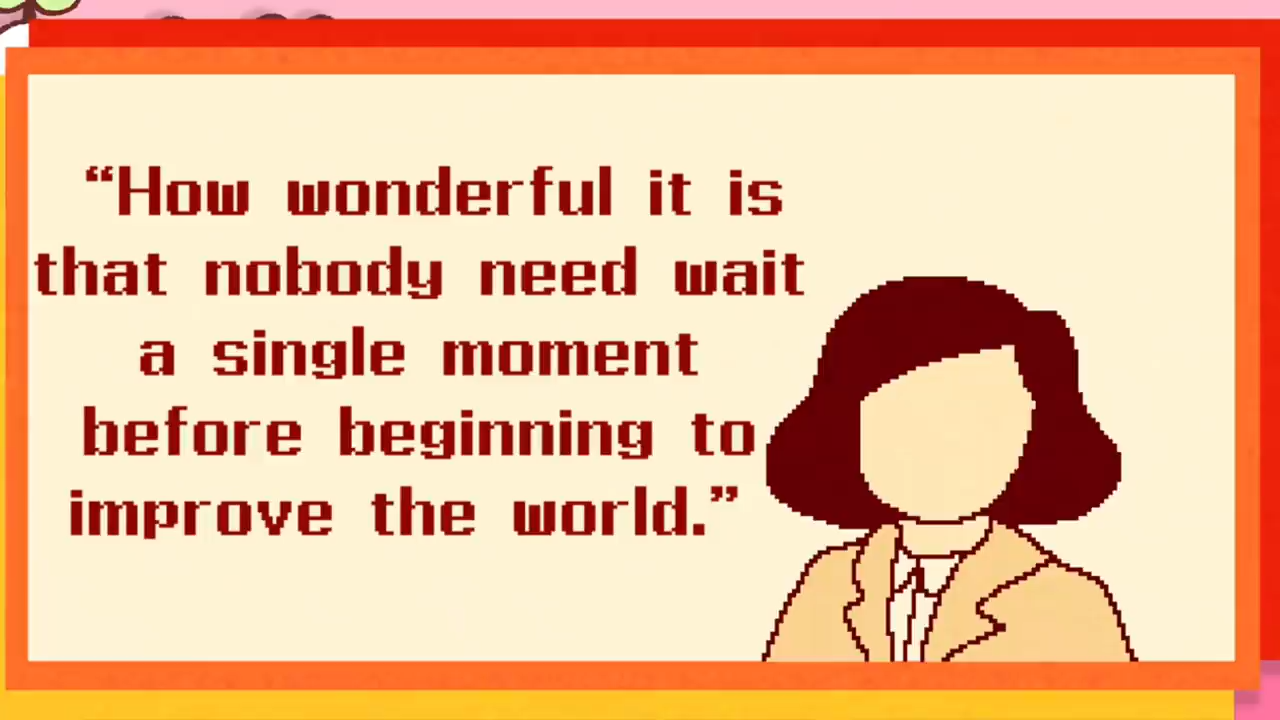 “How wonderful it is
that nobody need wait
a single moment
before beginning to
improve the world.”